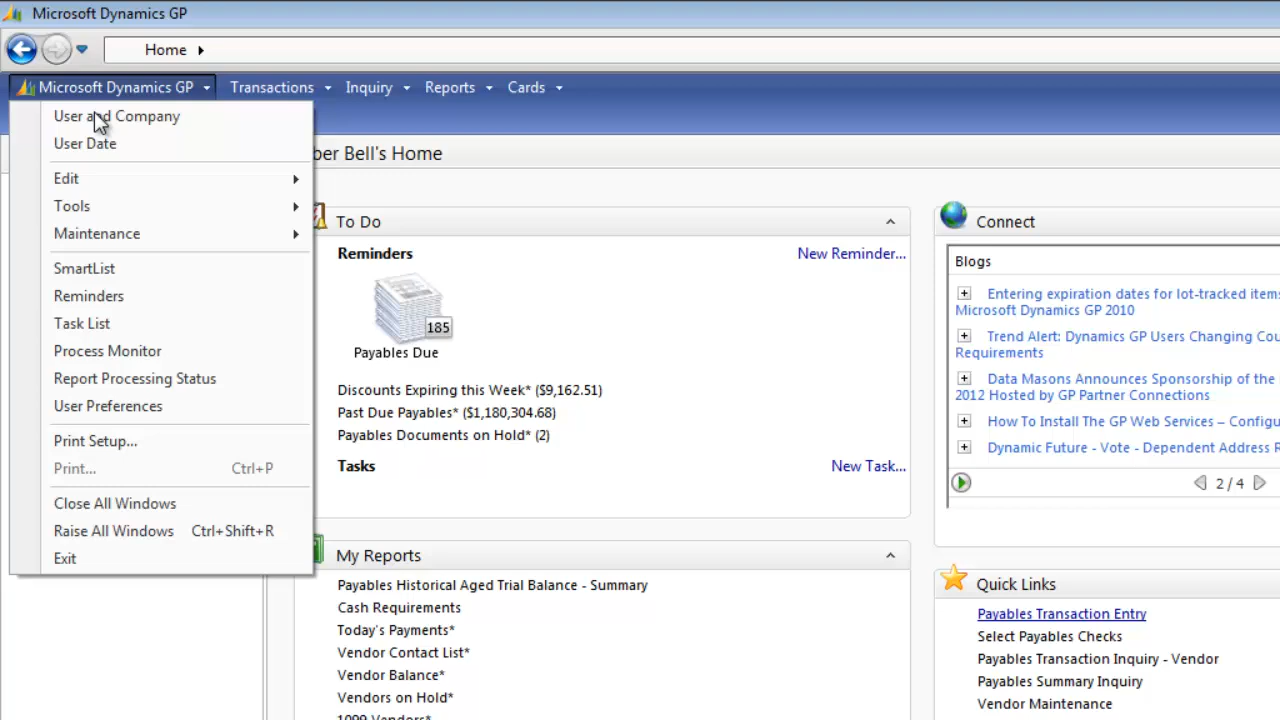 Microsoft Dynamics GP
Home
Microsoft Dynamics GP
Transactions
Inquiry
Reports
Cards
User and Company
User Date
Edit
Tools
Maintenance
SmartList
Reminders
Task List
Process Monitor
Report Processing Status
User Preferences
Print Setup...
Print... Ctrl+P
Close All Windows
Raise All Windows Ctrl+Shift+R
Exit
ber Bell's Home
To Do
Reminders
New Reminder...
185
Payables Due
Discounts Expiring this Week* ($9,162.51)
Past Due Payables* ($1,180,304.68)
Payables Documents on Hold* (2)
Tasks
New Task...
My Reports
Payables Historical Aged Trial Balance - Summary
Cash Requirements
Today's Payments*
Vendor Contact List*
Vendor Balance*
Vendors on Hold*
1099 Vendors*
Connect
Blogs
Entering expiration dates for lot-tracked items
Microsoft Dynamics GP 2010
Trend Alert: Dynamics GP Users Changing Cou
Requirements
Data Masons Announces Sponsorship of the
2012 Hosted by GP Partner Connections
How To Install The GP Web Services – Configu
Dynamic Future - Vote - Dependent Address R
2 / 4
Quick Links
Payables Transaction Entry
Select Payables Checks
Payables Transaction Inquiry - Vendor
Payables Summary Inquiry
Vendor Maintenance